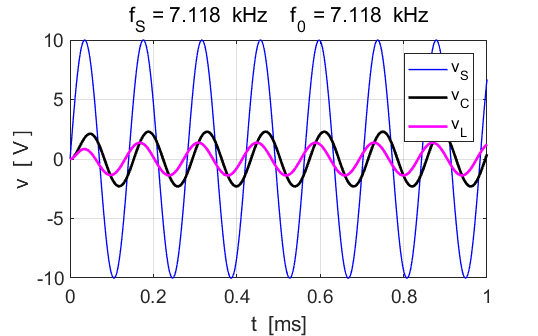 f_S = 7.118 kHz f_0 = 7.118 kHz
10
v_S
v_C
v_L
5
0
-5
-10
v [ V ]
0 0.2 0.4 0.6 0.8 1
t [ms]